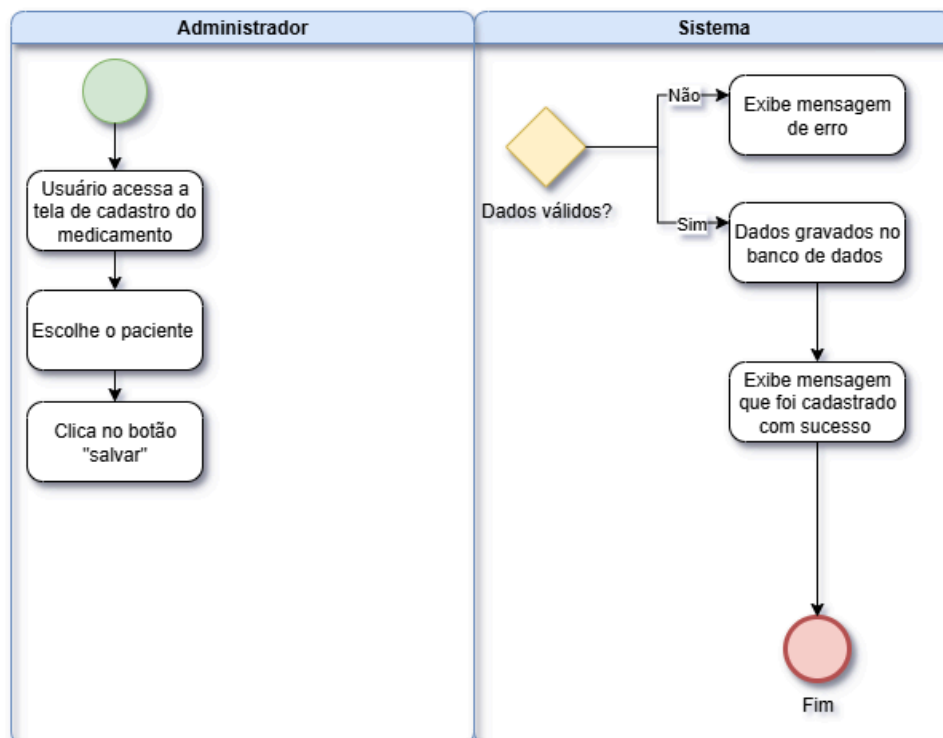 Administrador
Usuário acessa a
tela de cadastro do
medicamento
Escolhe o paciente
Clica no botão
"salvar"
Sistema
Dados válidos?
Não
Exibe mensagem
de erro
Sim
Dados gravados no
banco de dados
Exibe mensagem
que foi cadastrado
com sucesso
Fim